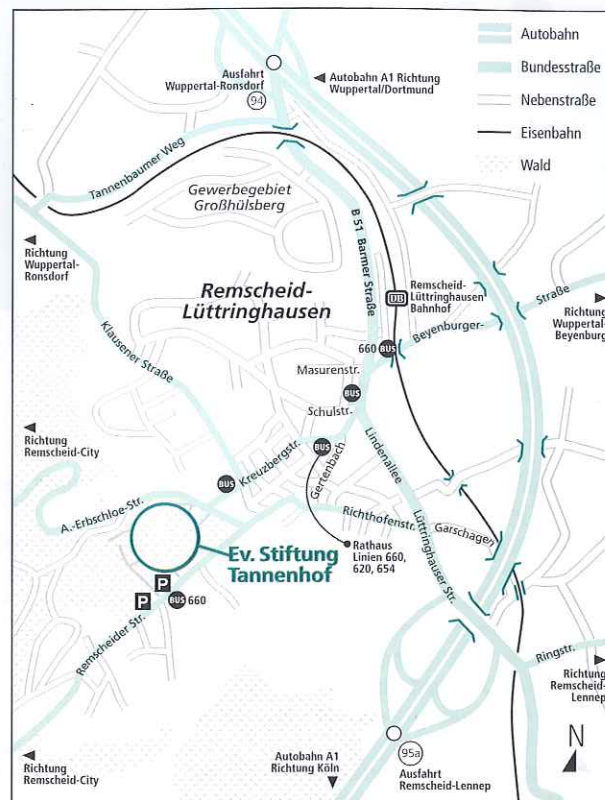 Autobahn
Bundesstraße
Nebenstraße
Eisenbahn
Wald
Ausfahrt
Wuppertal-Ronsdorf
94
Autobahn A1 Richtung
Wuppertal/Dortmund
Tannenbaumer Weg
Gewerbegebiet
Großhülsberg
B 51 Barmer Straße
Richtung
Wuppertal-
Ronsdorf
Remscheid-
Lüttringhausen
DB
Remscheid-
Lüttringhausen
Bahnhof
Straße
Beyenburger-
Richtung
Wuppertal-
Beyenburg
Klausener Straße
660 BUS
Masurenstr.
BUS
Schulstr.
Richtung
Remscheid-City
BUS
Kreuzbergstr.
BUS
Gertenbach
Lindenallee
A.-Erbschloe-Str.
Richthofenstr.
Garschagen
Lüttringhauser Str.
Ev. Stiftung
Tannenhof
Rathaus
Linien 660,
620, 654
P
P
BUS 660
Remscheider Str.
Ringstr.
Richtung
Remscheid-
Lennep
N
Richtung
Remscheid-City
Autobahn A1
Richtung Köln
95a
Ausfahrt
Remscheid-Lennep